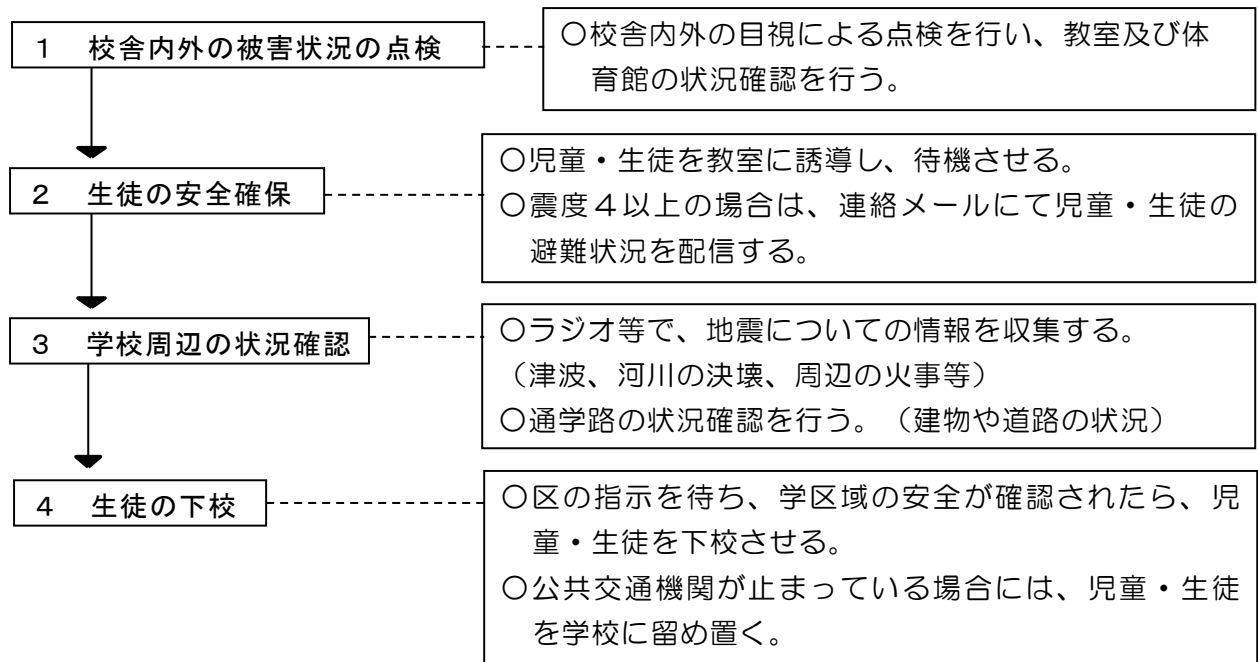 １　校舎内外の被害状況の点検
〇校舎内外の目視による点検を行い、教室及び体
育館の状況確認を行う。
２　生徒の安全確保
〇児童・生徒を教室に誘導し、待機させる。
〇震度４以上の場合は、連絡メールにて児童・生徒の
避難状況を配信する。
３　学校周辺の状況確認
〇ラジオ等で、地震についての情報を収集する。
（津波、河川の決壊、周辺の火事等）
〇通学路の状況確認を行う。（建物や道路の状況）
４　生徒の下校
〇区の指示を待ち、学区域の安全が確認されたら、児
童・生徒を下校させる。
〇公共交通機関が止まっている場合には、児童・生徒
を学校に留め置く。